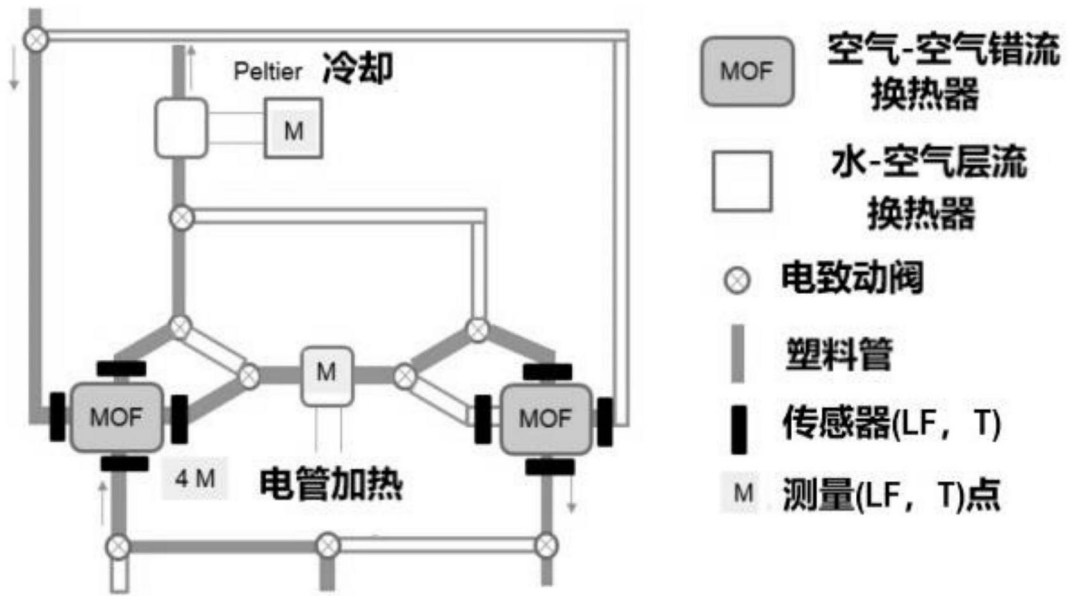 Peltier 冷却
M
MOF
空气-空气错流
换热器
水-空气层流
换热器
电致动阀
塑料管
M
MOF
MOF
4 M
电管加热
传感器(LF，T)
M
测量(LF，T)点